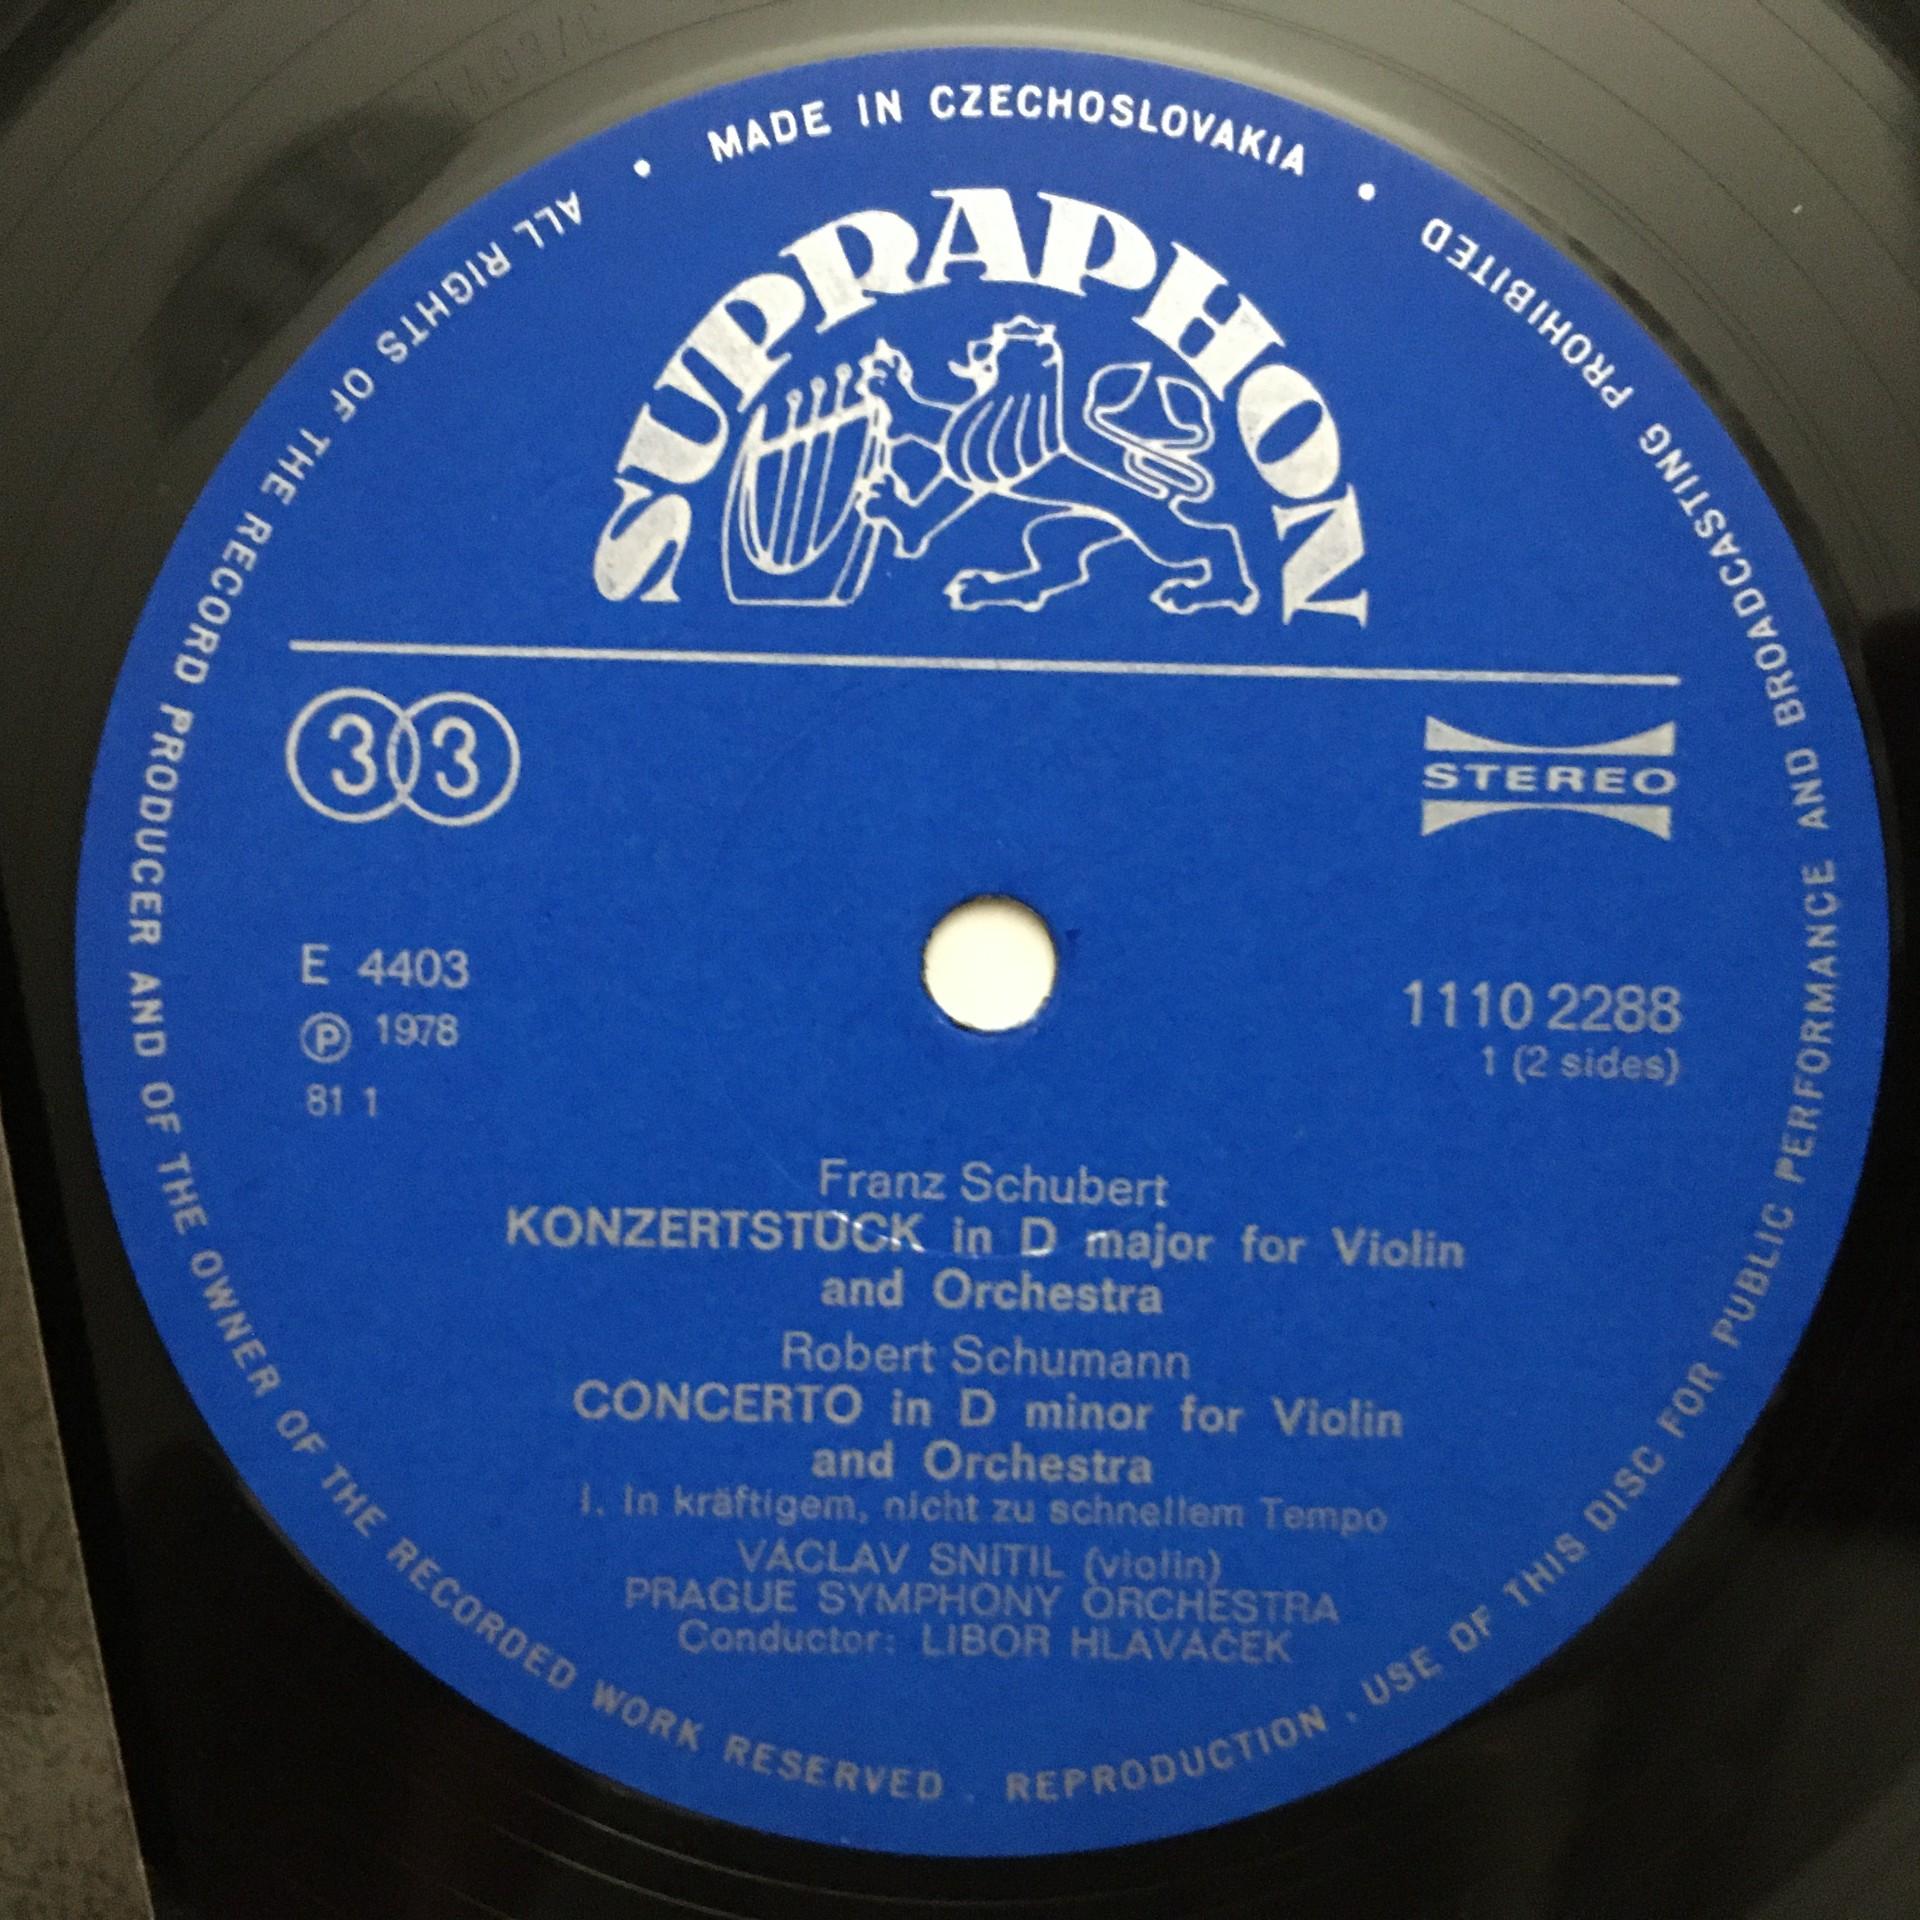 MADE IN CZECHOSLOVAKIA
SUPRAPHON
33
STEREO
E 4403
Ⓟ 1978
81 1
1110 2288
1 (2 sides)
Franz Schubert
KONZERTSTÜCK in D major for Violin
and Orchestra
Robert Schumann
CONCERTO in D minor for Violin
and Orchestra
I. In kräftigem, nicht zu schnellem Tempo
VÁCLAV SNÍTIL (violin)
PRAGUE SYMPHONY ORCHESTRA
Conductor: LIBOR HLAVÁČEK
ALL RIGHTS OF THE RECORD PRODUCER AND OF THE OWNER OF THE RECORDED WORK RESERVED . REPRODUCTION , USE OF THIS DISC FOR PUBLIC PERFORMANCE AND BROADCASTING PROHIBITED